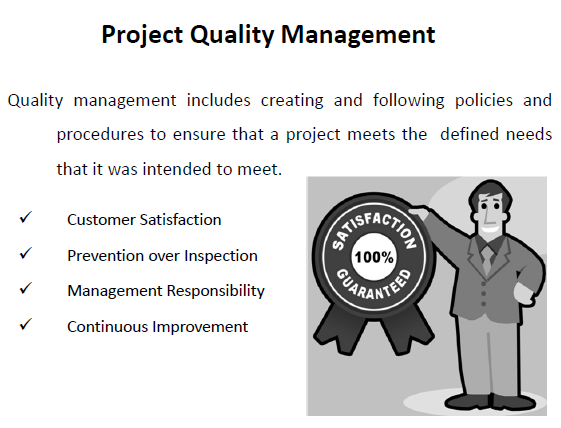 Project Quality Management
Quality management includes creating and following policies and
procedures to ensure that a project meets the defined needs
that it was intended to meet.
✓ Customer Satisfaction
✓ Prevention over Inspection
✓ Management Responsibility
✓ Continuous Improvement
SATISFACTION
100%
GUARANTEED